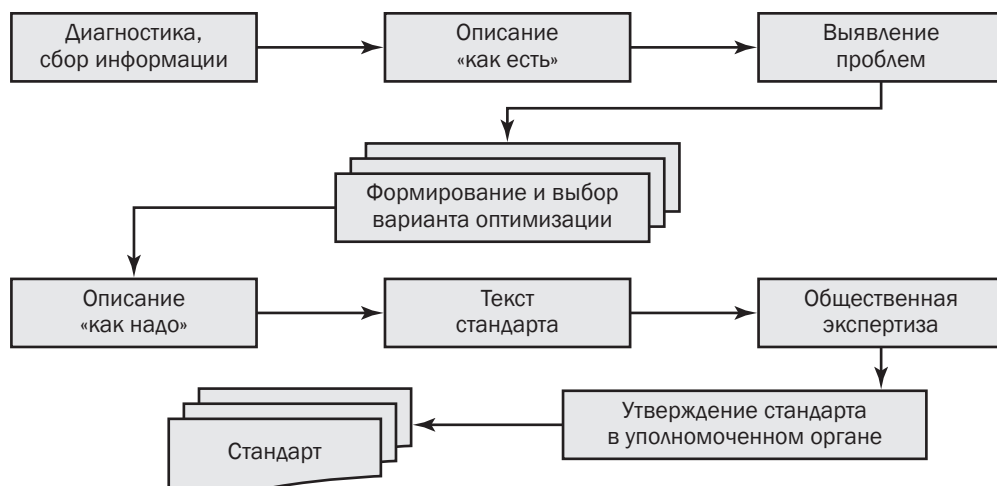 Диагностика,
сбор информации
Описание
«как есть»
Выявление
проблем
Формирование и выбор
варианта оптимизации
Описание
«как надо»
Текст
стандарта
Общественная
экспертиза
Утверждение стандарта
в уполномоченном органе
Стандарт